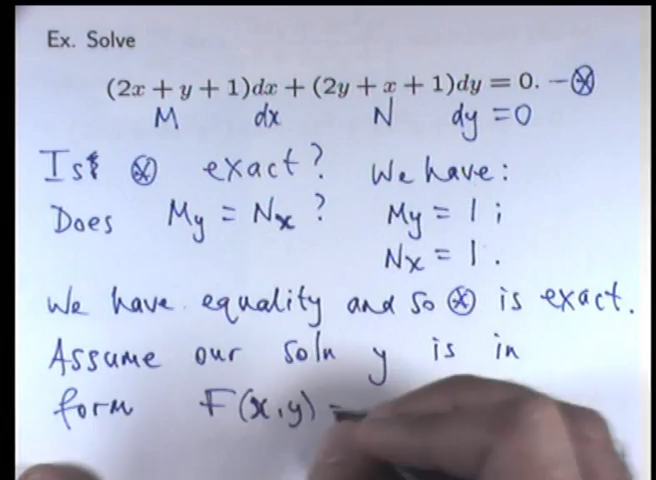 Ex. Solve
(2x + y + 1)dx + (2y + x + 1)dy = 0. – ⊛
M dx N dy = 0
Is ⊛ exact? We have:
Does My = Nx ? My = 1 ;
Nx = 1 .
We have equality and so ⊛ is exact.
Assume our soln y is in
form F(x,y) =